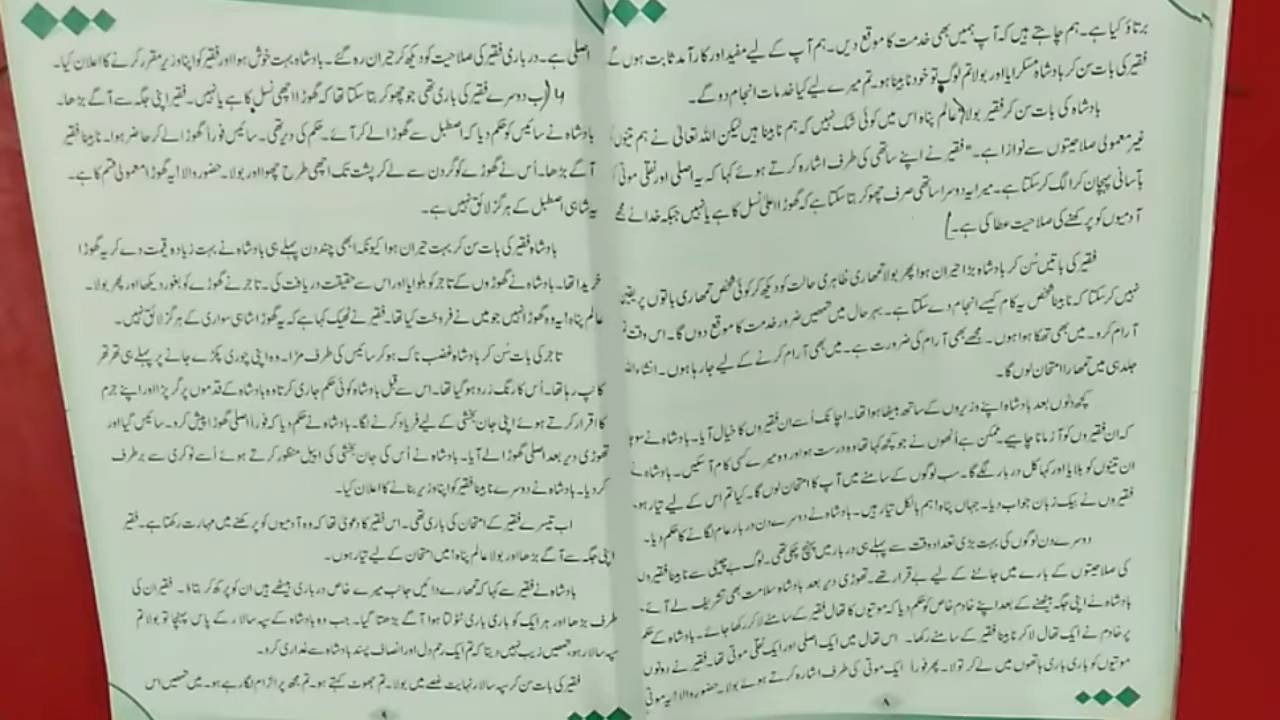 برتاؤ کیا ہے۔ ہم چاہتے ہیں کہ آپ ہمیں بھی خدمت کا موقع دیں۔ ہم آپ کے لیے مفید اور کار آمد ثابت ہوں گے
فقیر کی بات سن کر بادشاہ مسکرایا اور بولا تم لوگ تو خود نابینا ہو۔ تم میرے لیے کیا خدمات انجام دو گے۔
بادشاہ کی بات سن کر فقیر بولا عالم پناہ اس میں کوئی شک نہیں کہ ہم نابینا ہیں لیکن اللہ تعالیٰ نے ہم تینوں
غیر معمولی صلاحیتوں سے نوازا ہے۔" فقیر نے اپنے ساتھی کی طرف اشارہ کرتے ہوئے کہا کہ یہ اصلی اور نقلی موتی
بآسانی پہچان کر الگ کر سکتا ہے۔ میرا یہ دوسرا ساتھی صرف چھو کر بتا سکتا ہے کہ گھوڑا اعلیٰ نسل کا ہے یا نہیں جبکہ خدا نے مجھے
آدمیوں کو پرکھنے کی صلاحیت عطا کی ہے۔
فقیر کی باتیں سُن کر بادشاہ بڑا حیران ہوا پھر بولا تمھاری ظاہری حالت کو دیکھ کر کوئی شخص تمھاری باتوں پر یقین
نہیں کر سکتا کہ نابینا شخص یہ کام کیسے انجام دے سکتا ہے۔ بہر حال میں تمھیں ضرور خدمت کا موقع دوں گا۔ اس وقت
آرام کرو۔ میں بھی تھکا ہوا ہوں۔ مجھے بھی آرام کی ضرورت ہے۔ میں بھی آرام کرنے کے لیے جا رہا ہوں۔ انشاء اللہ
جلد ہی میں تمھارا امتحان لوں گا۔
کچھ دنوں بعد بادشاہ اپنے وزیروں کے ساتھ بیٹھا ہوا تھا۔ اچانک اُسے ان فقیروں کا خیال آیا۔ بادشاہ نے سوچا
کہ ان فقیروں کو آزمانا چاہیے۔ ممکن ہے اُنھوں نے جو کچھ کہا تھا وہ درست ہو اور وہ میرے کسی کام آ سکیں۔ بادشاہ نے
ان تینوں کو بلایا اور کہا کل دربار لگے گا۔ سب لوگوں کے سامنے میں آپ کا امتحان لوں گا۔ کیا تم اس کے لیے تیار ہو۔
فقیروں نے بیک زبان جواب دیا۔ جہاں پناہ! ہم بالکل تیار ہیں۔ بادشاہ نے دوسرے دن دربار عام لگانے کا حکم دیا۔
دوسرے دن لوگوں کی بہت بڑی تعداد وقت سے پہلے ہی دربار میں پہنچ چکی تھی۔ لوگ بے چینی سے نابینا فقیروں
کی صلاحیتوں کے بارے میں جاننے کے لیے بے قرار تھے۔ تھوڑی دیر بعد بادشاہ سلامت بھی تشریف لے آئے۔
بادشاہ نے اپنی جگہ بیٹھنے کے بعد اپنے خادم خاص کو حکم دیا کہ موتیوں کا تھال فقیر کے سامنے لا کر رکھا جائے۔ بادشاہ کے حکم
پر خادم نے ایک تھال لا کر نابینا فقیر کے سامنے رکھا۔ اس تھال میں ایک اصلی اور ایک نقلی موتی تھا۔ فقیر نے دونوں
موتیوں کو باری باری ہاتھوں میں لے کر تولا۔ پھر فوراً ایک موتی کی طرف اشارہ کرتے ہوئے بولا۔ حضور والا! یہ موتی
۸
اصلی ہے۔ درباری فقیر کی صلاحیت کو دیکھ کر حیران رہ گئے۔ بادشاہ بہت خوش ہوا اور فقیر کو اپنا وزیر مقرر کرنے کا اعلان کیا۔
اب دوسرے فقیر کی باری تھی جو چھو کر بتا سکتا تھا کہ گھوڑا اچھی نسل کا ہے یا نہیں۔ فقیر اپنی جگہ سے آگے بڑھا۔
بادشاہ نے سائیس کو حکم دیا کہ اصطبل سے گھوڑا لے کر آئے۔ حکم کی دیر تھی۔ سائیس فوراً گھوڑا لے کر حاضر ہوا۔ نابینا فقیر
آگے بڑھا۔ اُس نے گھوڑے کو گردن سے لے کر پشت تک اچھی طرح چھوا اور بولا۔ حضور والا! یہ گھوڑا معمولی قسم کا ہے۔
یہ شاہی اصطبل کے ہرگز لائق نہیں ہے۔
بادشاہ فقیر کی بات سن کر بہت حیران ہوا کیونکہ ابھی چند دن پہلے ہی بادشاہ نے بہت زیادہ قیمت دے کر یہ گھوڑا
خریدا تھا۔ بادشاہ نے گھوڑوں کے تاجر کو بلوایا اور اس سے حقیقت دریافت کی۔ تاجر نے گھوڑے کو بغور دیکھا اور پھر بولا۔
عالم پناہ! یہ وہ گھوڑا نہیں جو میں نے فروخت کیا تھا۔ فقیر نے ٹھیک کہا ہے کہ یہ گھوڑا شاہی سواری کے ہرگز لائق نہیں۔
تاجر کی بات سُن کر بادشاہ غضب ناک ہو کر سائیس کی طرف مڑا۔ وہ اپنی چوری پکڑے جانے پر پہلے ہی تھر تھر
کانپ رہا تھا۔ اُس کا رنگ زرد ہو گیا تھا۔ اس سے قبل بادشاہ کوئی حکم جاری کرتا وہ بادشاہ کے قدموں پر گر پڑا اور اپنے جرم
کا اقرار کرتے ہوئے اپنی جان بخشی کے لیے فریاد کرنے لگا۔ بادشاہ نے حکم دیا کہ فوراً اصلی گھوڑا پیش کرو۔ سائیس گیا اور
تھوڑی دیر بعد اصلی گھوڑا لے آیا۔ بادشاہ نے اُس کی جان بخشی کی اپیل منظور کرتے ہوئے اُسے نوکری سے برطرف
کر دیا۔ بادشاہ نے دوسرے نابینا فقیر کو اپنا وزیر بنانے کا اعلان کیا۔
اب تیسرے فقیر کے امتحان کی باری تھی۔ اس فقیر کا دعویٰ تھا کہ وہ آدمیوں کو پرکھنے میں مہارت رکھتا ہے۔ فقیر
اپنی جگہ سے آگے بڑھا اور بولا عالم پناہ! میں امتحان کے لیے تیار ہوں۔
بادشاہ نے فقیر سے کہا کہ تمھارے دائیں جانب میرے خاص درباری بیٹھے ہیں ان کو پرکھ کر بتاؤ۔ فقیر ان کی
طرف بڑھا اور ہر ایک کو باری باری ٹٹولتا ہوا آگے بڑھتا گیا۔ جب وہ بادشاہ کے سپہ سالار کے پاس پہنچا تو بولا تم
سپہ سالار ہو، تمھیں زیب نہیں دیتا کہ تم ایک رحم دل اور انصاف پسند بادشاہ سے غداری کرو۔
فقیر کی بات سن کر سپہ سالار نہایت غصے میں بولا۔ تم جھوٹ کہتے ہو۔ تم مجھ پر الزام لگا رہے ہو۔ میں تمھیں اس
۹